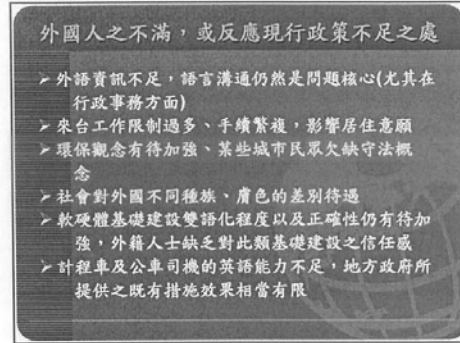 外國人之不滿，或反應現行政策不足之處
➢ 外語資訊不足，語言溝通仍然是問題核心(尤其在
行政事務方面)
➢ 來台工作限制過多、手續繁複，影響居住意願
➢ 環保觀念有待加強、某些城市民眾欠缺守法概
念
➢ 社會對外國不同種族、膚色的差別待遇
➢ 軟硬體基礎建設雙語化程度以及正確性仍有待加
強，外籍人士缺乏對此類基礎建設之信任感
➢ 計程車及公車司機的英語能力不足，地方政府所
提供之既有措施效果相當有限